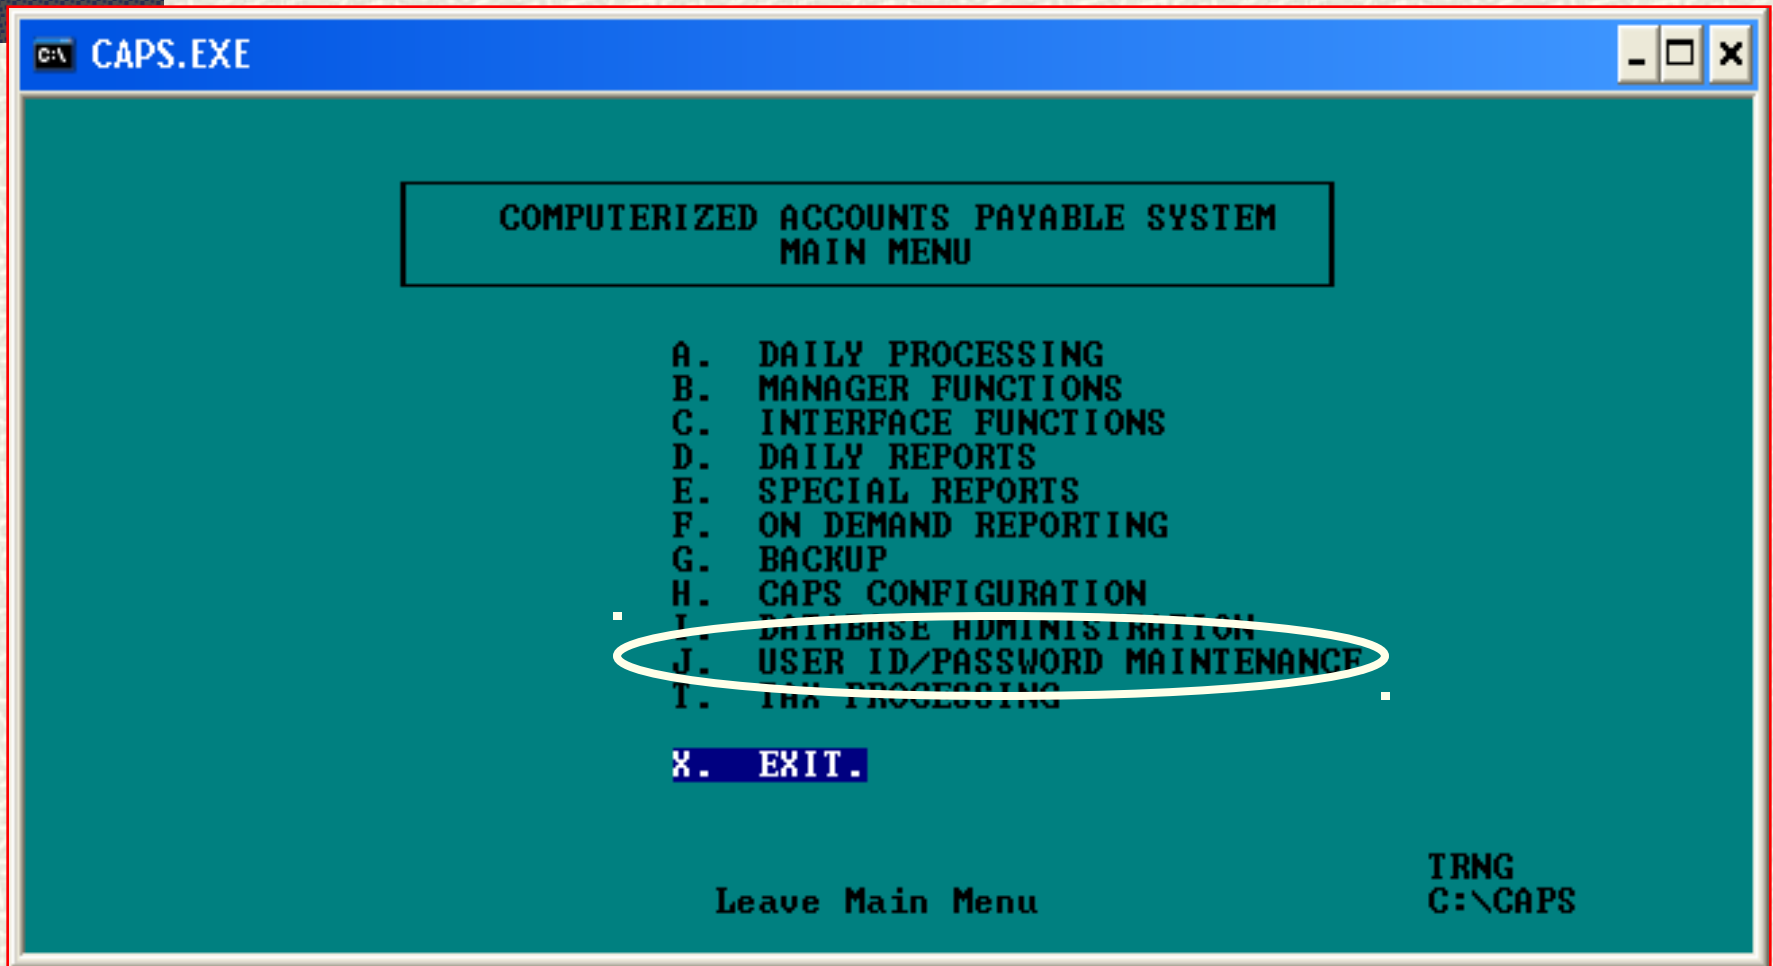 C:\ CAPS.EXE
COMPUTERIZED ACCOUNTS PAYABLE SYSTEM
MAIN MENU
A. DAILY PROCESSING
B. MANAGER FUNCTIONS
C. INTERFACE FUNCTIONS
D. DAILY REPORTS
E. SPECIAL REPORTS
F. ON DEMAND REPORTING
G. BACKUP
H. CAPS CONFIGURATION
I. DATABASE ADMINISTRATION
J. USER ID/PASSWORD MAINTENANCE
T. TAX PROCESSING
X. EXIT.
TRNG
Leave Main Menu C:\CAPS